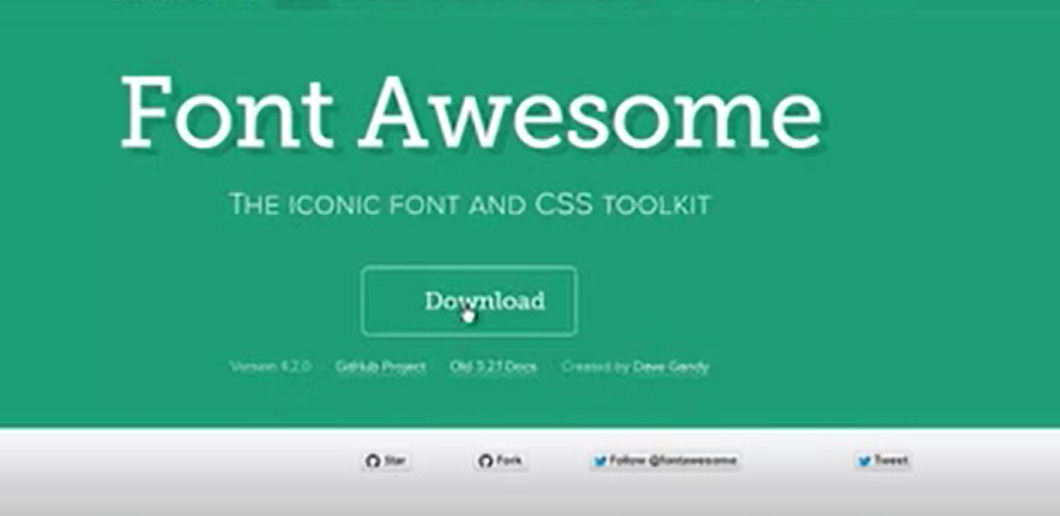 Font Awesome
THE ICONIC FONT AND CSS TOOLKIT
Download
Version 4.2.0 GitHub Project Old 3.2.1 Docs Created by Dave Gandy
Star Fork Follow @fontawesome Tweet